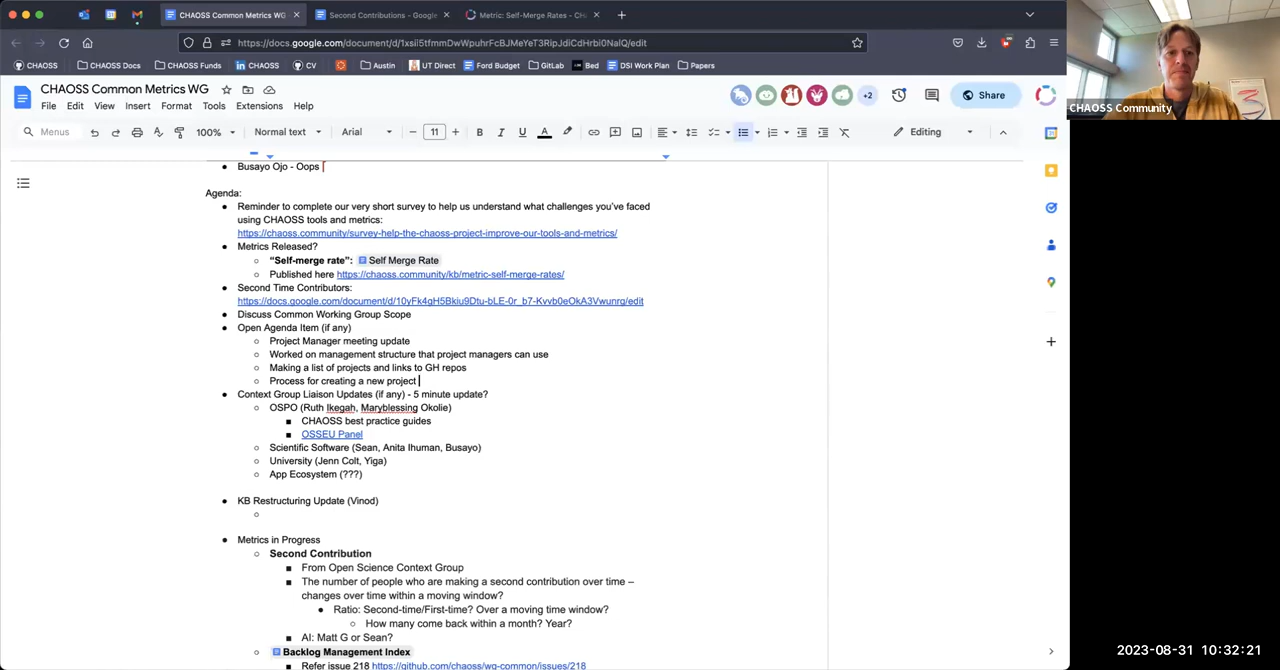 CHAOSS Common Metrics WG
Second Contributions - Google
Metric: Self-Merge Rates - CH
https://docs.google.com/document/d/1xsiI5tfmmDwWpuhrFcBJMeYeT3RipJdiCdHrbi0NalQ/edit
CHAOSS
CHAOSS Docs
CHAOSS Funds
CHAOSS
CV
Austin
UT Direct
Ford Budget
GitLab
Bed
DSI Work Plan
Papers
CHAOSS Common Metrics WG
File Edit View Insert Format Tools Extensions Help
+2
Share
CHAOSS Community
Menus
100%
Normal text
Arial
11
Editing
Busayo Ojo - Oops
Agenda:
Reminder to complete our very short survey to help us understand what challenges you've faced
using CHAOSS tools and metrics:
https://chaoss.community/survey-help-the-chaoss-project-improve-our-tools-and-metrics/
Metrics Released?
"Self-merge rate": Self Merge Rate
Published here https://chaoss.community/kb/metric-self-merge-rates/
Second Time Contributors:
https://docs.google.com/document/d/10yFk4gH5Bkiu9Dtu-bLE-0r_b7-Kvvb0eOkA3Vwunrg/edit
Discuss Common Working Group Scope
Open Agenda Item (if any)
Project Manager meeting update
Worked on management structure that project managers can use
Making a list of projects and links to GH repos
Process for creating a new project
Context Group Liaison Updates (if any) - 5 minute update?
OSPO (Ruth Ikegah, Maryblessing Okolie)
CHAOSS best practice guides
OSSEU Panel
Scientific Software (Sean, Anita Ihuman, Busayo)
University (Jenn Colt, Yiga)
App Ecosystem (???)
KB Restructuring Update (Vinod)
Metrics in Progress
Second Contribution
From Open Science Context Group
The number of people who are making a second contribution over time –
changes over time within a moving window?
Ratio: Second-time/First-time? Over a moving time window?
How many come back within a month? Year?
AI: Matt G or Sean?
Backlog Management Index
Refer issue 218 https://github.com/chaoss/wg-common/issues/218
2023-08-31 10:32:21